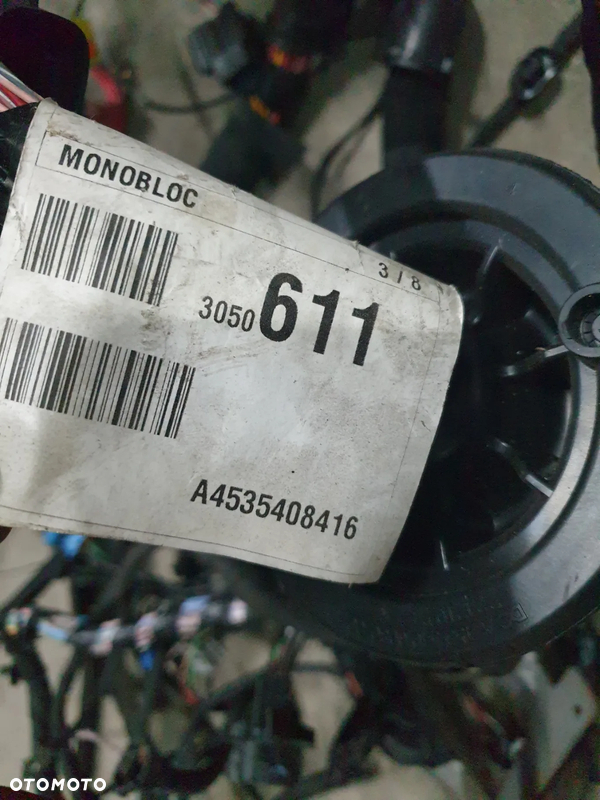 MONOBLOC
3 / 8
3050 611
A4535408416
OTOMOTO